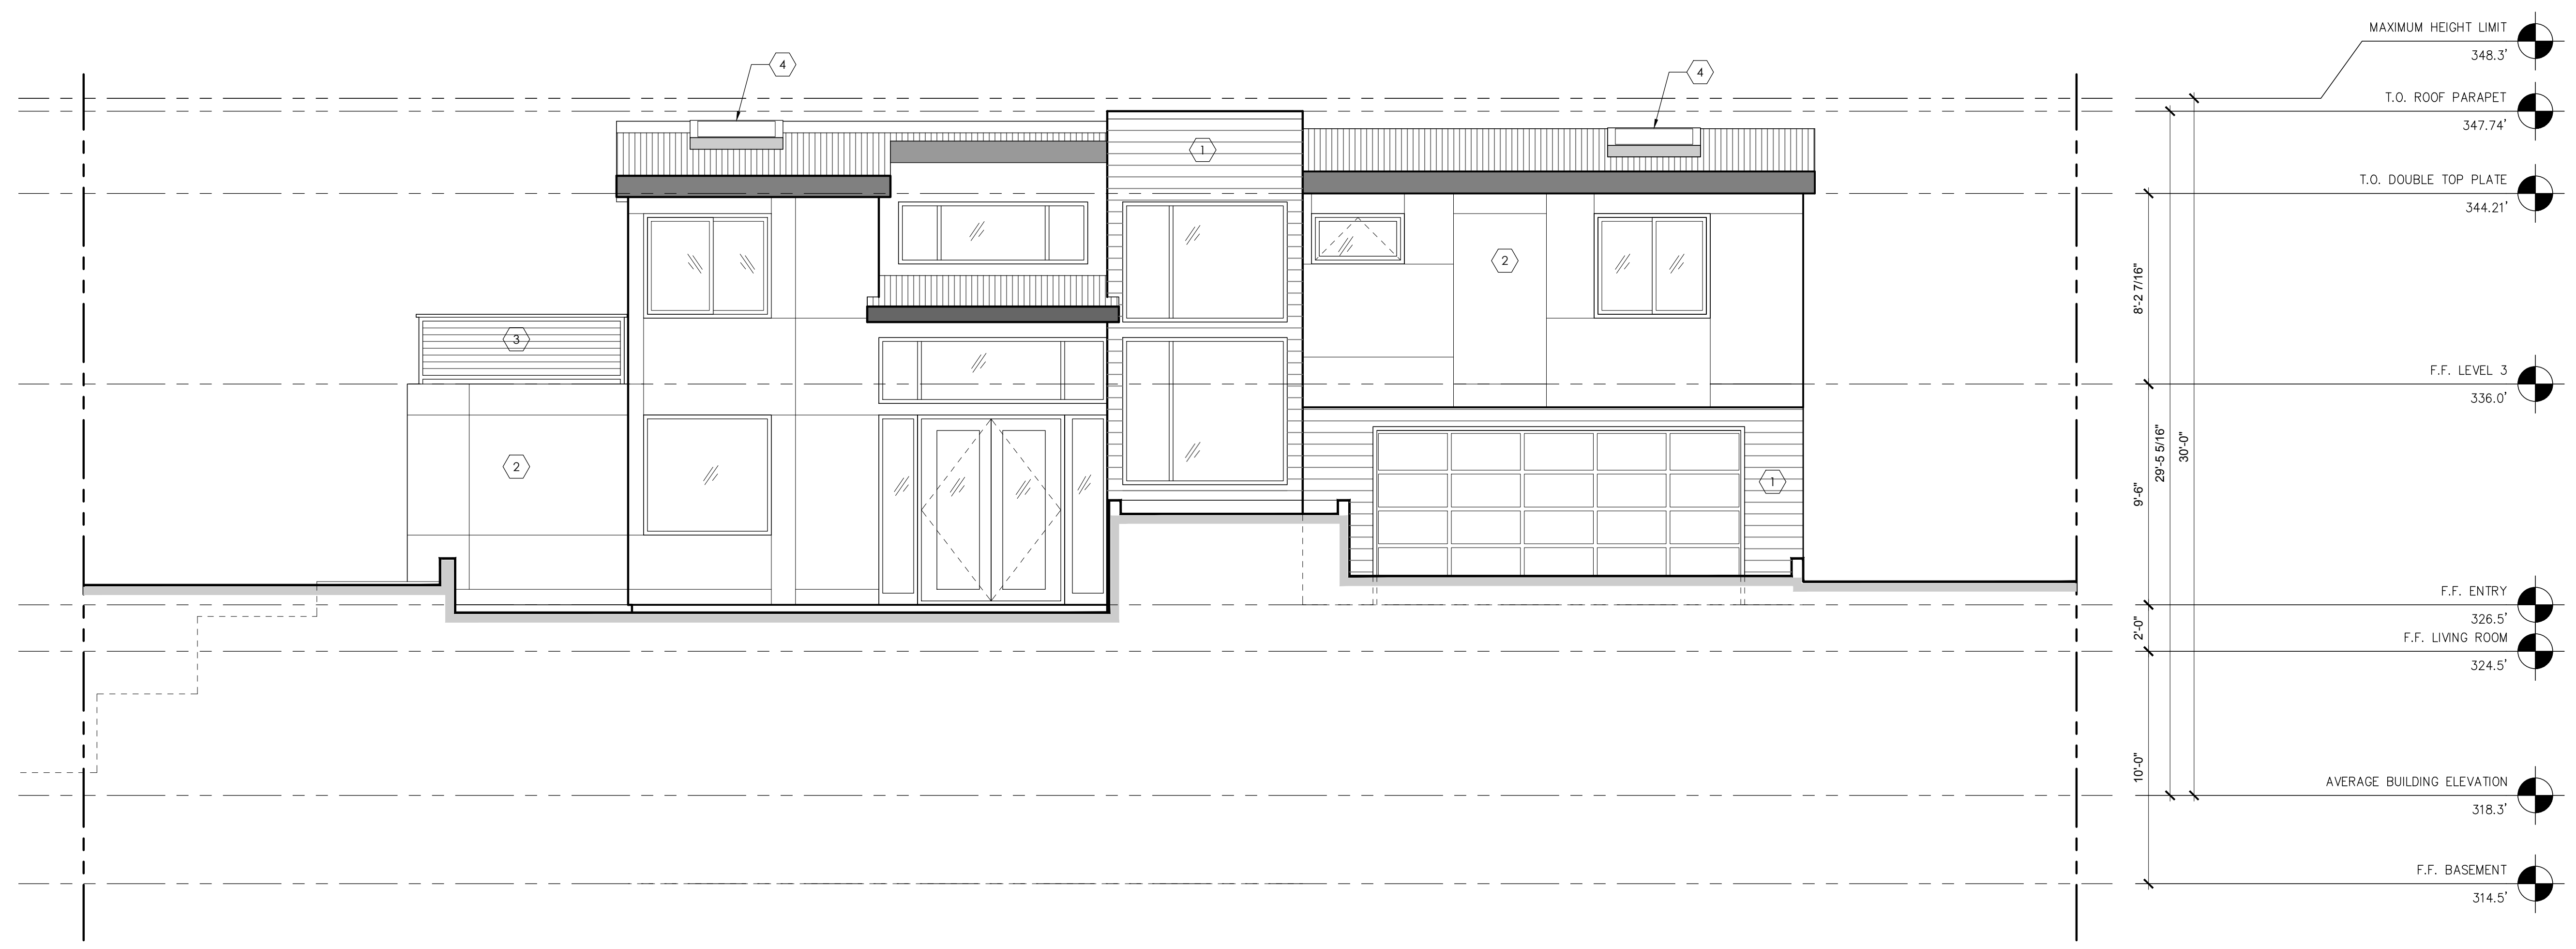 MAXIMUM HEIGHT LIMIT
348.3'
4
4
T.O. ROOF PARAPET
347.74'
1
T.O. DOUBLE TOP PLATE
344.21'
2
8'-2 7/16"
3
F.F. LEVEL 3
336.0'
2
1
9'-6"
29'-5 5/16"
30'-0"
F.F. ENTRY
326.5'
2'-0"
F.F. LIVING ROOM
324.5'
10'-0"
AVERAGE BUILDING ELEVATION
318.3'
F.F. BASEMENT
314.5'